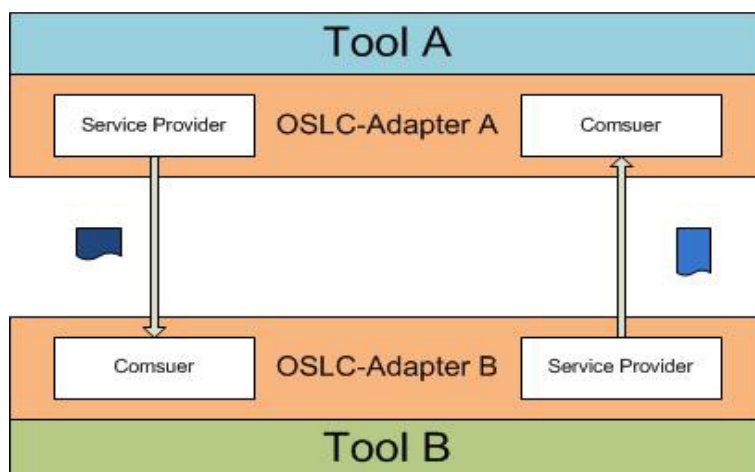 Tool A
Service Provider
OSLC-Adapter A
Comsuer
Comsuer
OSLC-Adapter B
Service Provider
Tool B